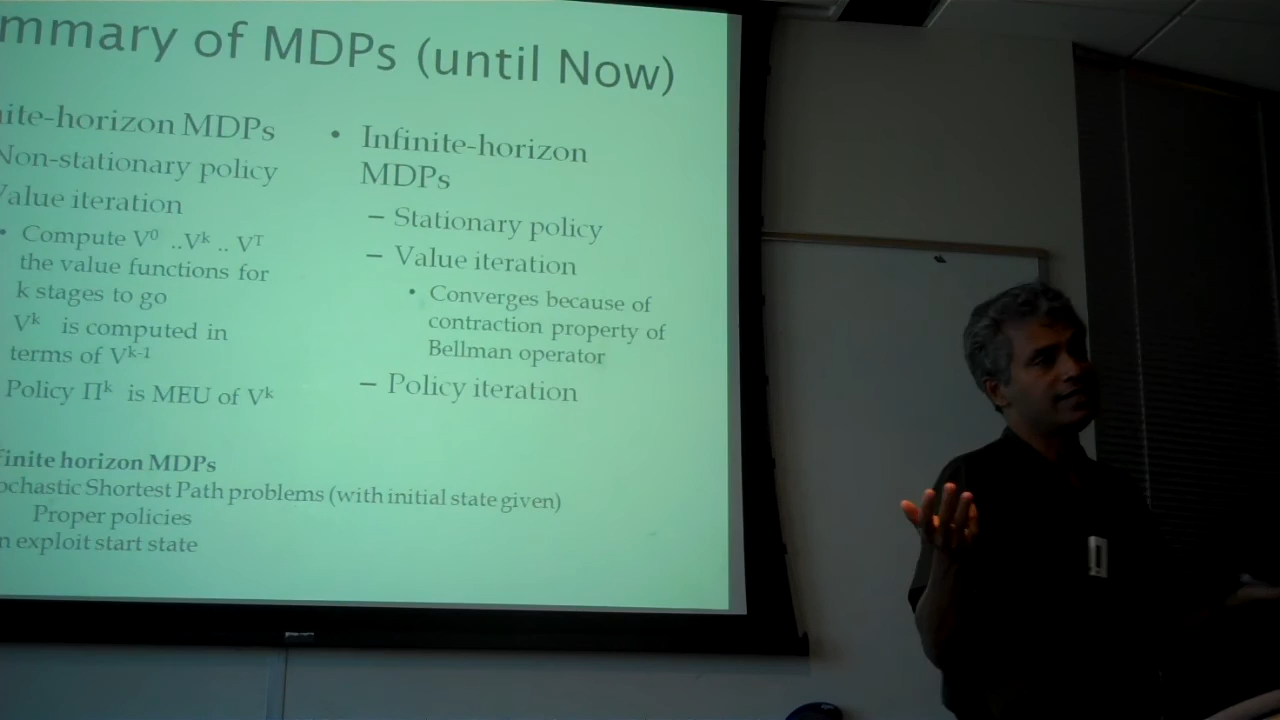 mmary of MDPs (until Now)
ite-horizon MDPs
Non-stationary policy
Value iteration
• Compute V⁰ ..Vᵏ .. Vᵀ
the value functions for
k stages to go
Vᵏ is computed in
terms of Vᵏ⁻¹
Policy Πᵏ is MEU of Vᵏ
• Infinite-horizon
MDPs
– Stationary policy
– Value iteration
• Converges because of
contraction property of
Bellman operator
– Policy iteration
finite horizon MDPs
ochastic Shortest Path problems (with initial state given)
Proper policies
n exploit start state